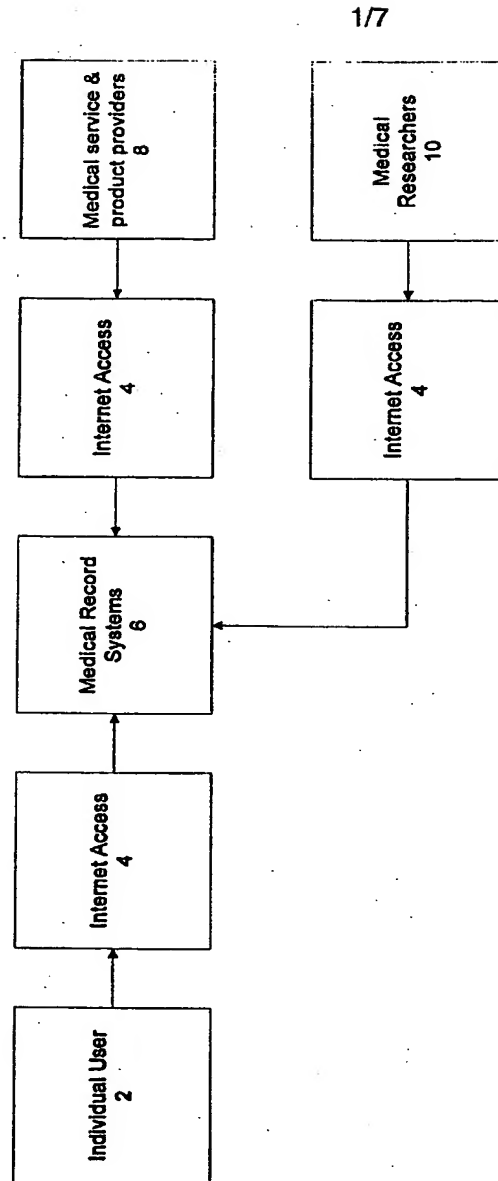 1/7
Individual User
2
Internet Access
4
Medical Record
Systems
6
Internet Access
4
Medical service &
product providers
8
Internet Access
4
Medical
Researchers
10